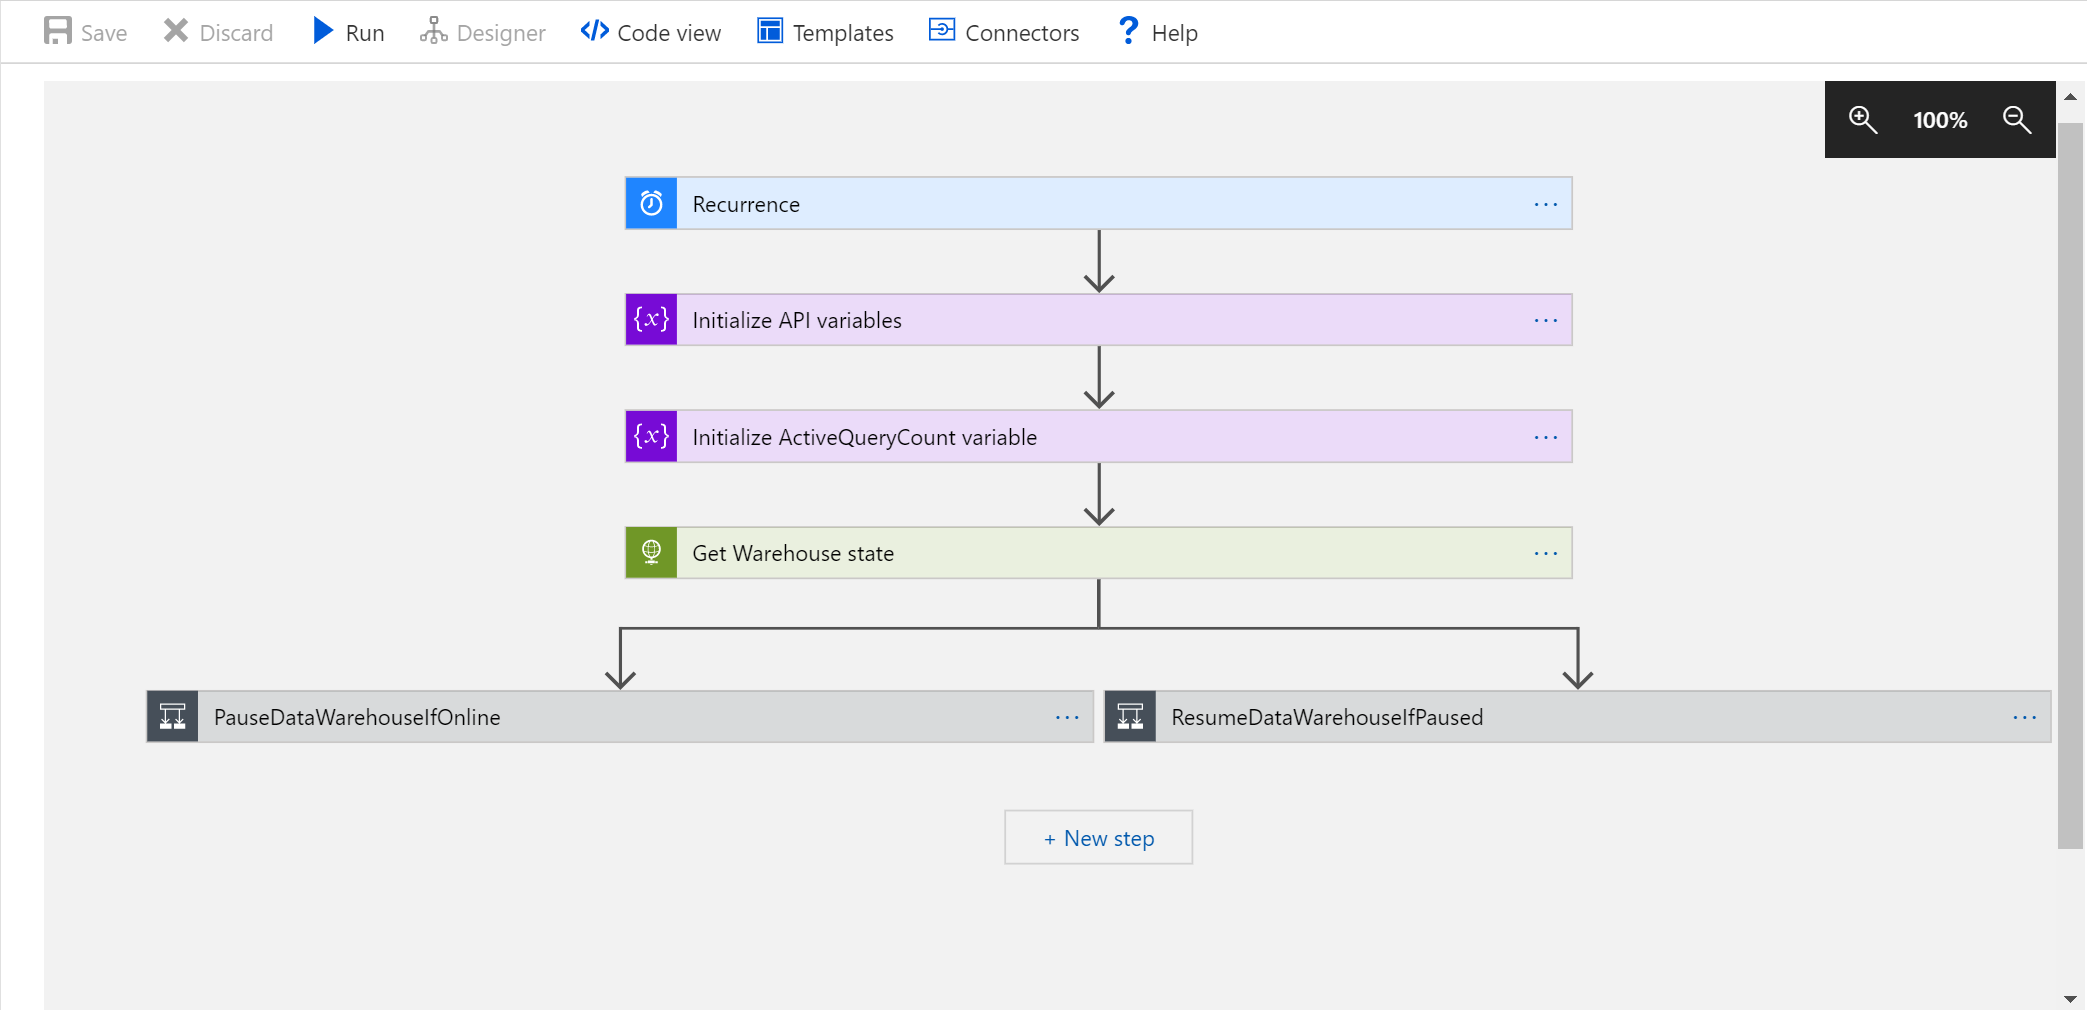 Save Discard Run Designer Code view Templates Connectors Help
100%
Recurrence
{x} Initialize API variables
{x} Initialize ActiveQueryCount variable
Get Warehouse state
PauseDataWarehouseIfOnline
ResumeDataWarehouseIfPaused
+ New step